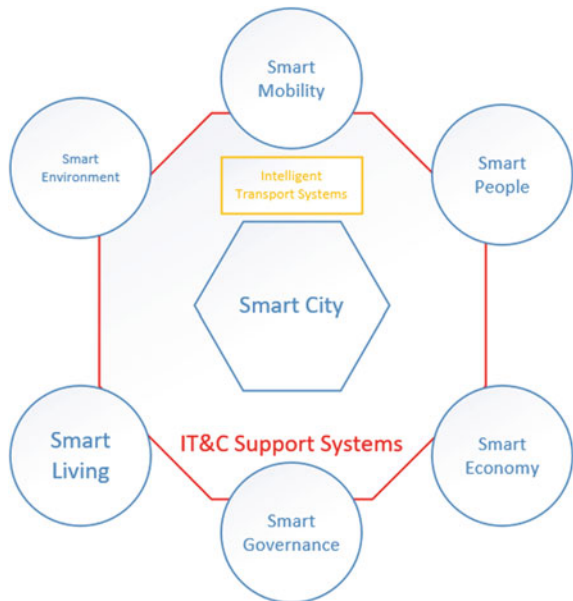 Smart
Mobility
Smart
Environment
Intelligent
Transport Systems
Smart
People
Smart City
Smart
Living
IT&C Support Systems
Smart
Economy
Smart
Governance